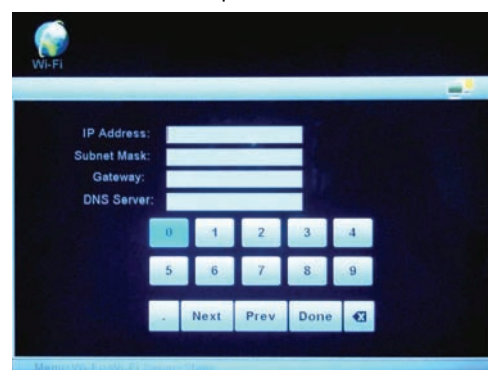 Wi-Fi
IP Address:
Subnet Mask:
Gateway:
DNS Server:
0 1 2 3 4
5 6 7 8 9
. Next Prev Done